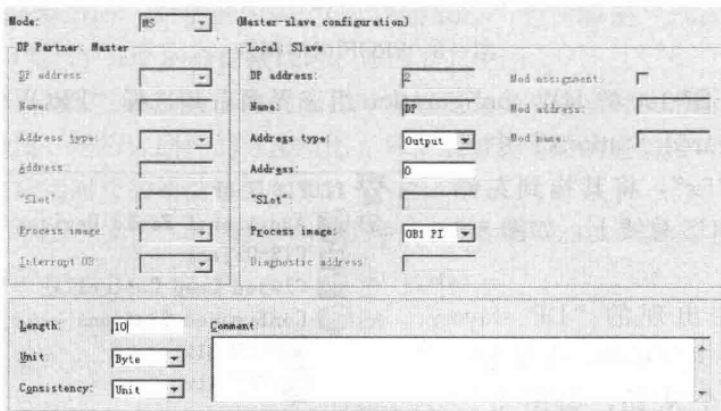 Mode: MS (Master-slave configuration)
DP Partner: Master Local: Slave
DP address: DP address: 2 Mod assignment:
Name: Name: DP Mod address:
Address type: Address type: Output Mod name:
Address: Address: 0
"Slot": "Slot":
Process image: Process image: OB1 PI
Interrupt OB: Diagnostic address:
Length: 10 Comment:
Unit: Byte
Consistency: Unit